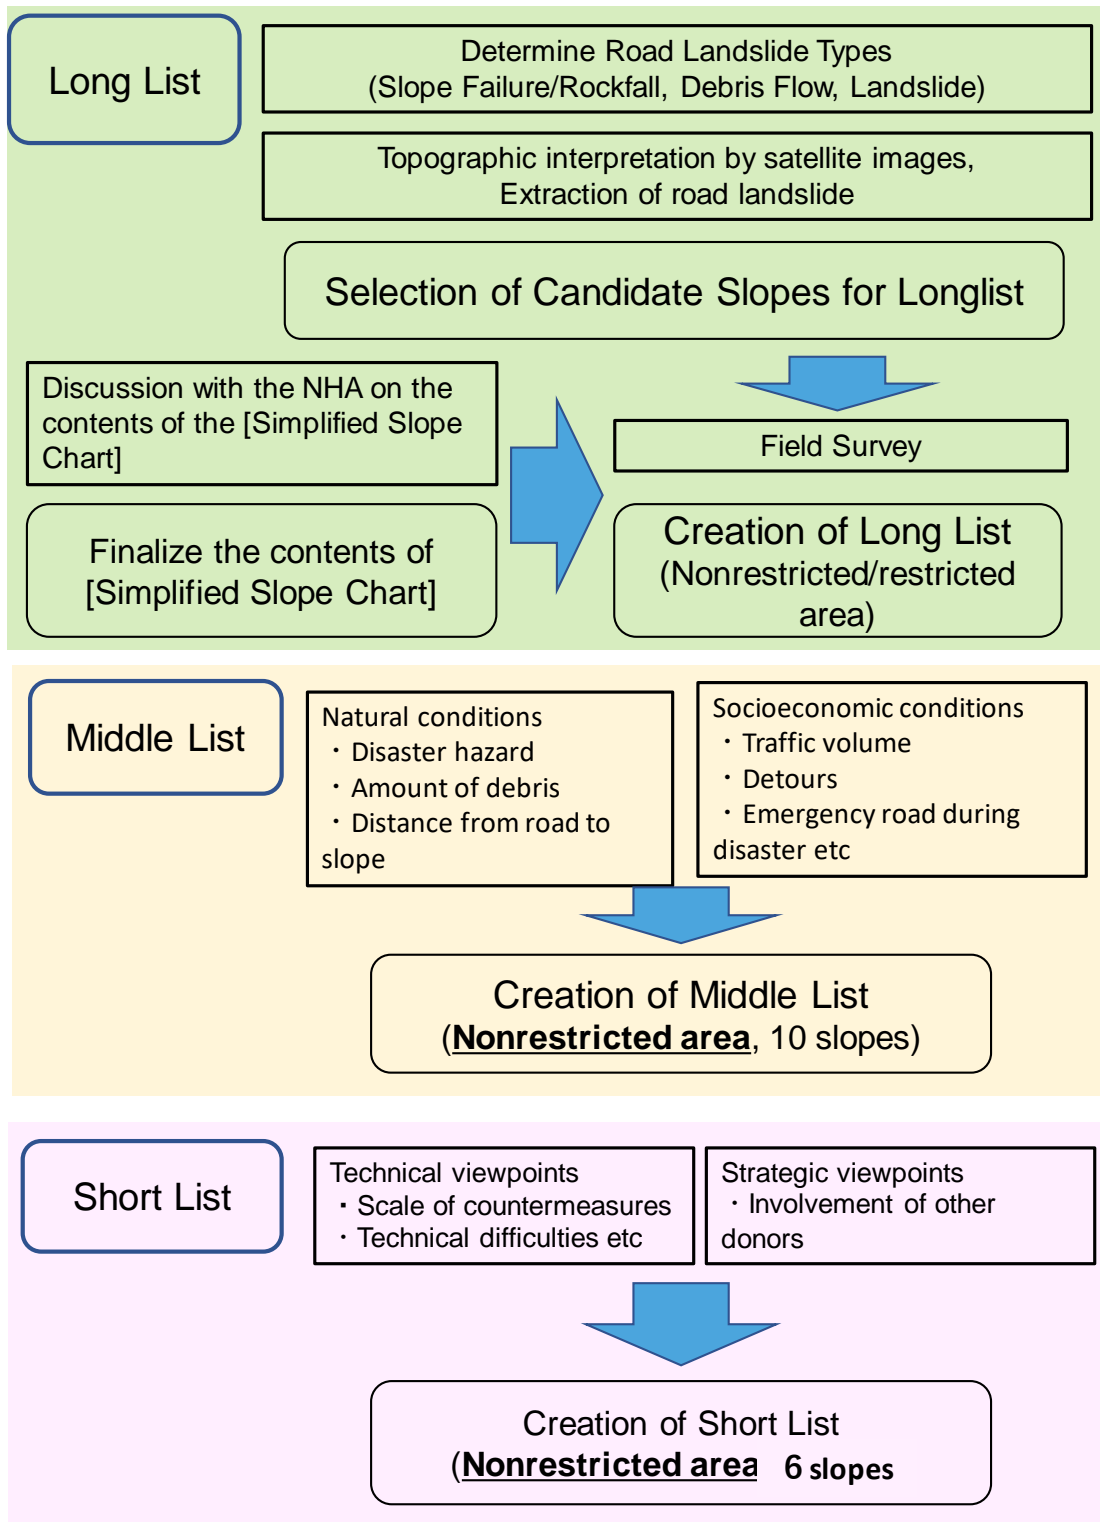 Long List
Determine Road Landslide Types
(Slope Failure/Rockfall, Debris Flow, Landslide)
Topographic interpretation by satellite images,
Extraction of road landslide
Selection of Candidate Slopes for Longlist
Discussion with the NHA on the
contents of the [Simplified Slope
Chart]
Finalize the contents of
[Simplified Slope Chart]
Field Survey
Creation of Long List
(Nonrestricted/restricted
area)
Middle List
Natural conditions
・Disaster hazard
・Amount of debris
・Distance from road to
slope
Socioeconomic conditions
・Traffic volume
・Detours
・Emergency road during
disaster etc
Creation of Middle List
(Nonrestricted area, 10 slopes)
Short List
Technical viewpoints
・Scale of countermeasures
・Technical difficulties etc
Strategic viewpoints
・Involvement of other
donors
Creation of Short List
(Nonrestricted area 6 slopes